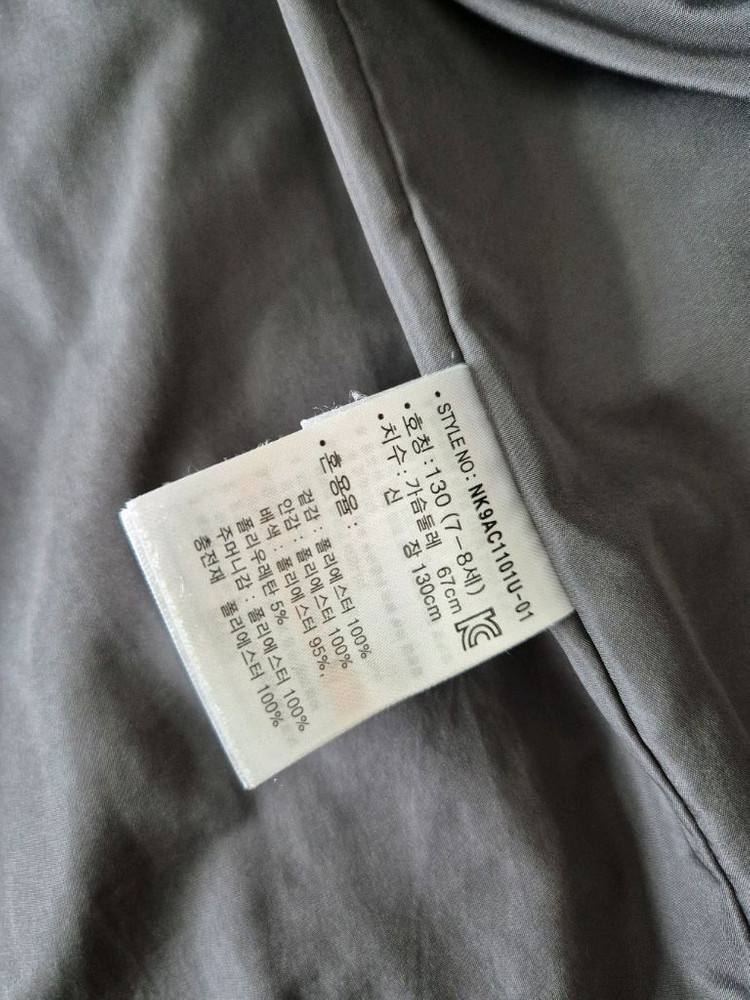 • STYLE NO : NK9AC1101U-01
• 호칭 : 130 (7-8세)
• 치수 : 가슴둘레 67cm
신 장 130cm
• 혼용율 :
겉감 : 폴리에스터 100%
안감 : 폴리에스터 100%
배색 : 폴리에스터 95%,
폴리우레탄 5%
주머니감 : 폴리에스터 100%
충전재 폴리에스터 100%